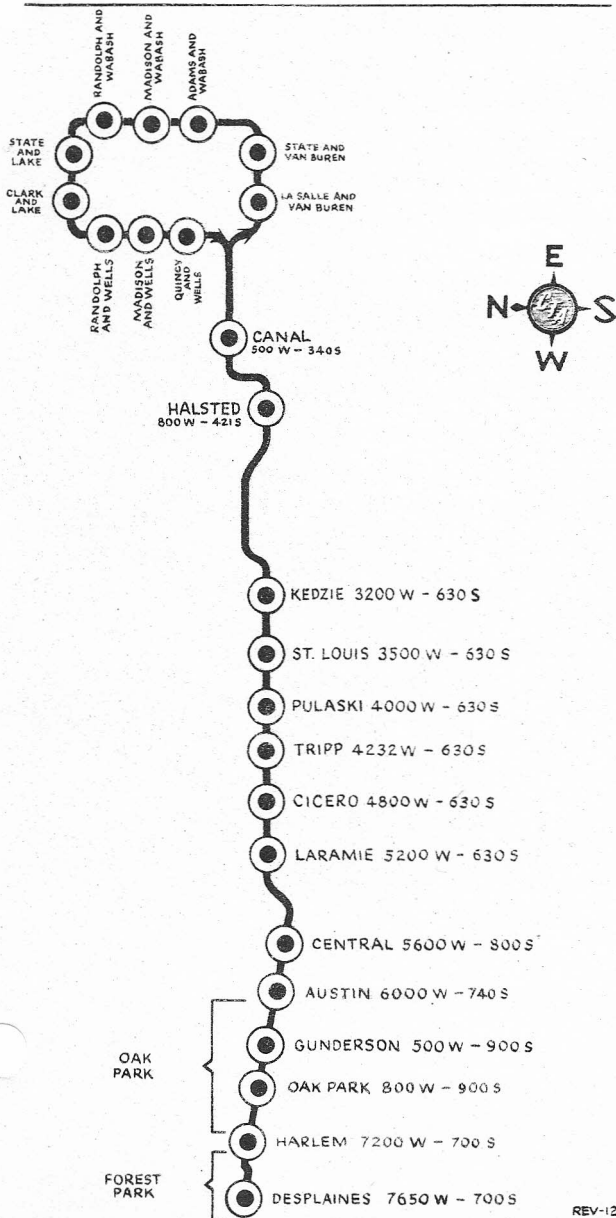 RANDOLPH AND
WABASH
MADISON AND
WABASH
ADAMS AND
WABASH
STATE
AND
LAKE
STATE AND
VAN BUREN
CLARK
AND
LAKE
LA SALLE AND
VAN BUREN
RANDOLPH
AND WELLS
MADISON
AND WELLS
QUINCY
AND
WELLS
E
N
S
W
CANAL
500 W - 340 S
HALSTED
800 W - 421 S
KEDZIE 3200 W - 630 S
ST. LOUIS 3500 W - 630 S
PULASKI 4000 W - 630 S
TRIPP 4232 W - 630 S
CICERO 4800 W - 630 S
LARAMIE 5200 W - 630 S
CENTRAL 5600 W - 800 S
AUSTIN 6000 W - 740 S
OAK
PARK
GUNDERSON 500 W - 900 S
OAK PARK 800 W - 900 S
HARLEM 7200 W - 700 S
FOREST
PARK
DESPLAINES 7650 W - 700 S
REV-12